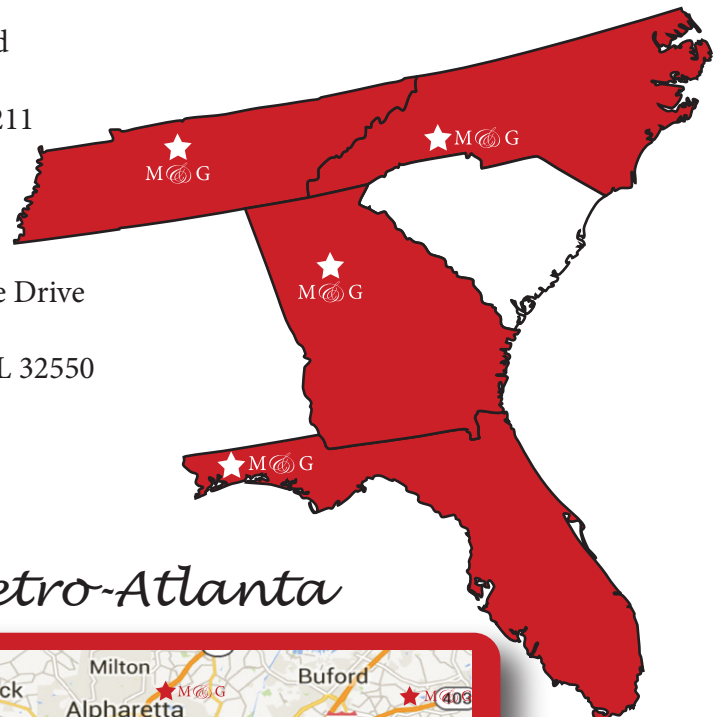 d
211
M & G
M & G
e Drive
M & G
L 32550
M & G
etro-Atlanta
Milton
M & G
Buford
M & G
403
ck
Alpharetta